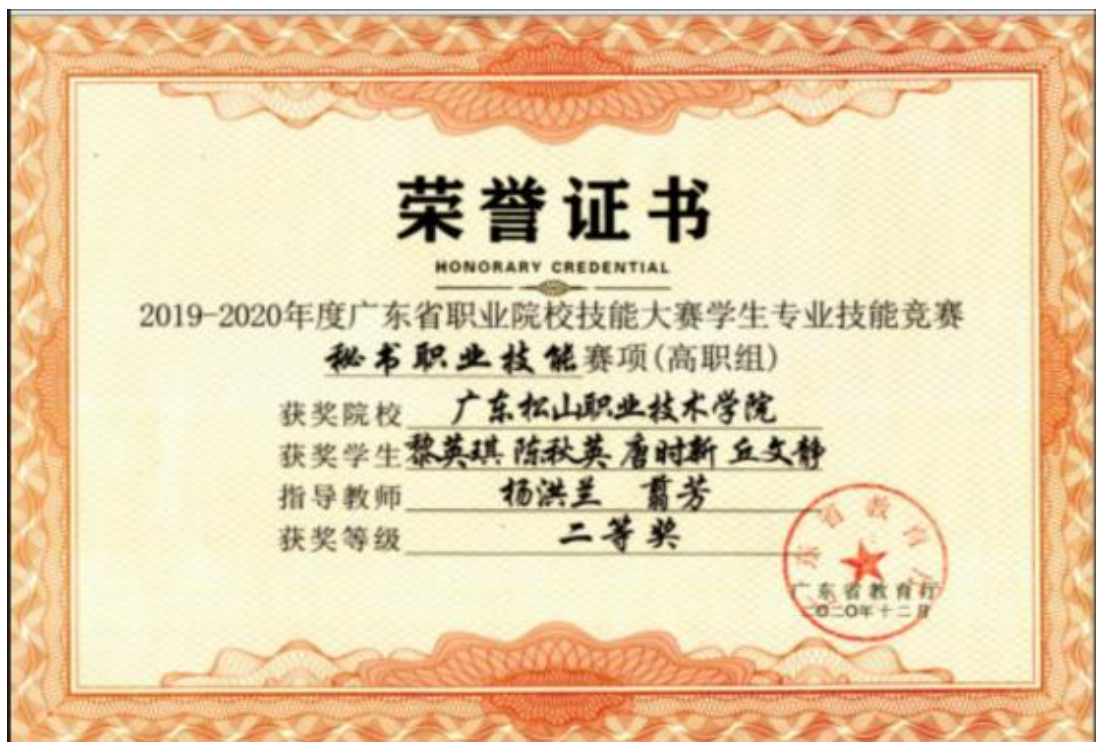 荣誉证书
HONORARY CREDENTIAL
2019-2020年度广东省职业院校技能大赛学生专业技能竞赛
秘书职业技能赛项(高职组)
获奖院校 广东松山职业技术学院
获奖学生 黎英琪 陈秋英 唐时新 丘文静
指导教师 杨洪兰 翦芳
获奖等级 二等奖
广东省教育厅
二〇二〇年十二月